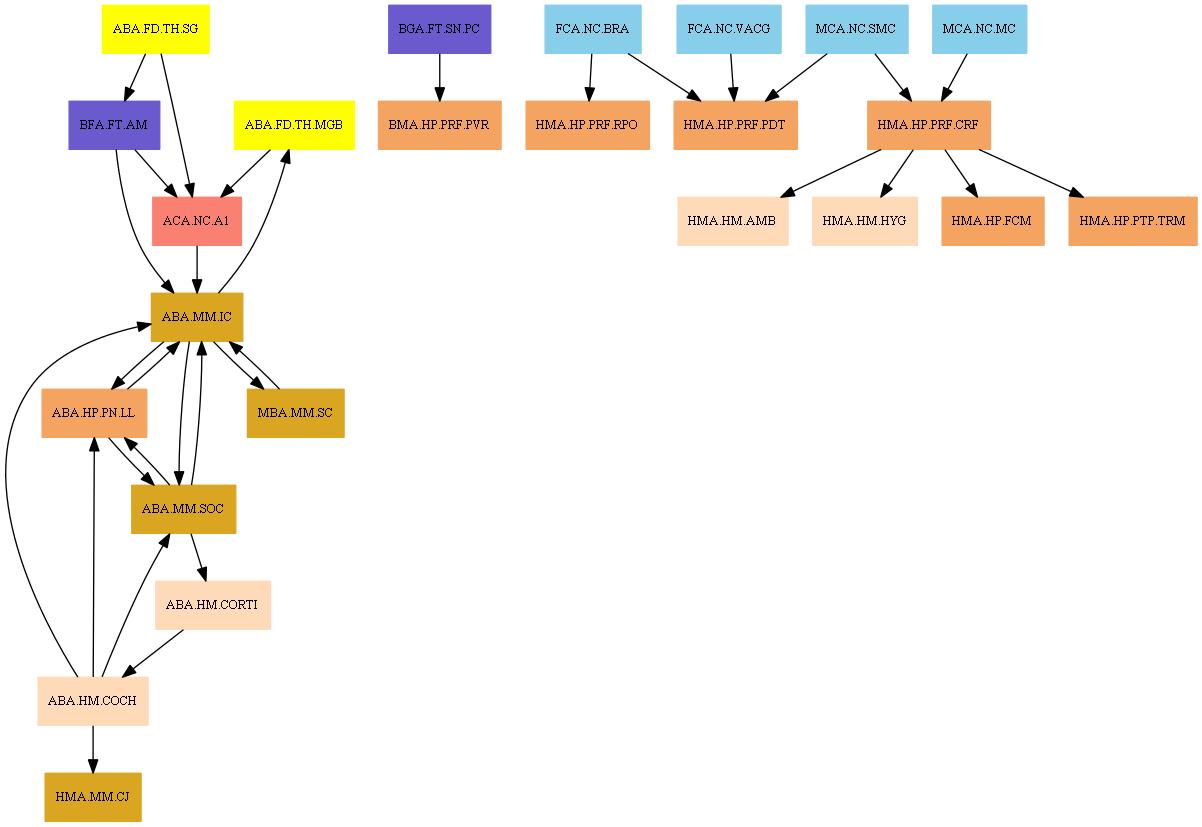 ABA.FD.TH.SG
BGA.FT.SN.PC
FCA.NC.BRA
FCA.NC.VACG
MCA.NC.SMC
MCA.NC.MC
BFA.FT.AM
ABA.FD.TH.MGB
BMA.HP.PRF.PVR
HMA.HP.PRF.RPO
HMA.HP.PRF.PDT
HMA.HP.PRF.CRF
ACA.NC.A1
HMA.HM.AMB
HMA.HM.HYG
HMA.HP.FCM
HMA.HP.PTP.TRM
ABA.MM.IC
ABA.HP.PN.LL
MBA.MM.SC
ABA.MM.SOC
ABA.HM.CORTI
ABA.HM.COCH
HMA.MM.CJ